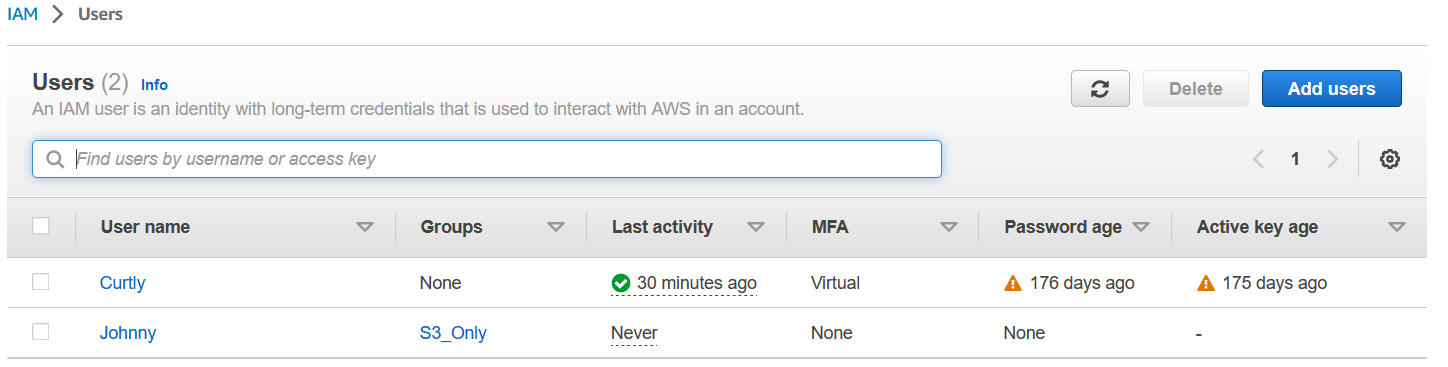 IAM > Users
Users (2) Info
Delete
Add users
An IAM user is an identity with long-term credentials that is used to interact with AWS in an account.
Find users by username or access key
1
User name Groups Last activity MFA Password age Active key age
Curtly None 30 minutes ago Virtual 176 days ago 175 days ago
Johnny S3_Only Never None None -